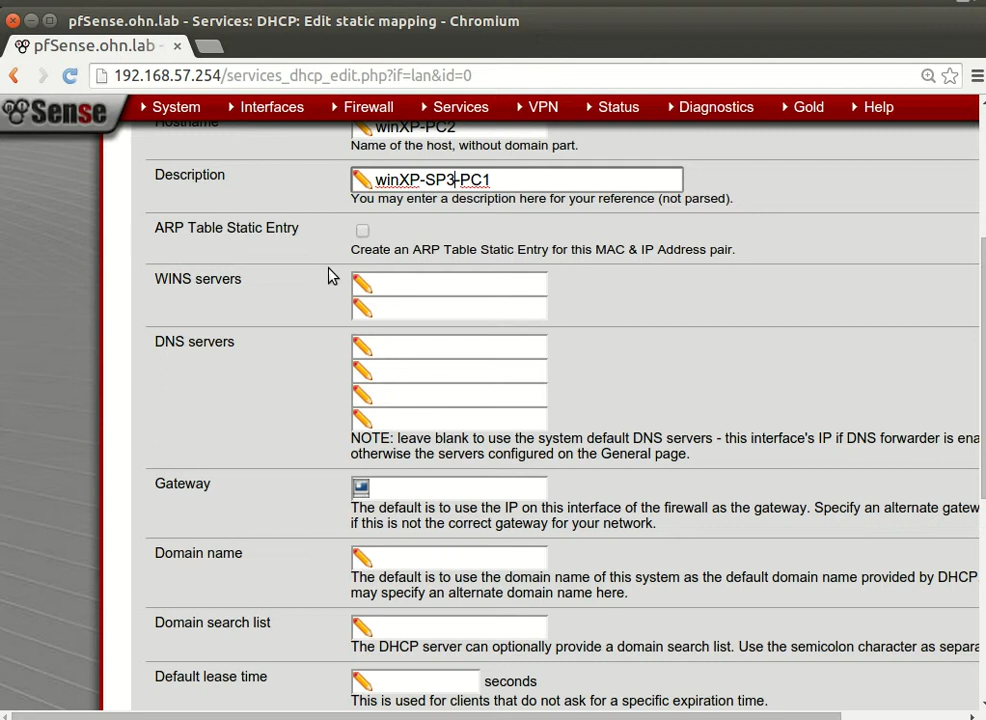 pfSense.ohn.lab - Services: DHCP: Edit static mapping - Chromium
pfSense.ohn.lab -
192.168.57.254/services_dhcp_edit.php?if=lan&id=0
Sense System Interfaces Firewall Services VPN Status Diagnostics Gold Help
Hostname
winXP-PC2
Name of the host, without domain part.
Description
winXP-SP3-PC1
You may enter a description here for your reference (not parsed).
ARP Table Static Entry
Create an ARP Table Static Entry for this MAC & IP Address pair.
WINS servers
DNS servers
NOTE: leave blank to use the system default DNS servers - this interface's IP if DNS forwarder is ena
otherwise the servers configured on the General page.
Gateway
The default is to use the IP on this interface of the firewall as the gateway. Specify an alternate gatew
if this is not the correct gateway for your network.
Domain name
The default is to use the domain name of this system as the default domain name provided by DHCP.
may specify an alternate domain name here.
Domain search list
The DHCP server can optionally provide a domain search list. Use the semicolon character as separa
Default lease time
seconds
This is used for clients that do not ask for a specific expiration time.